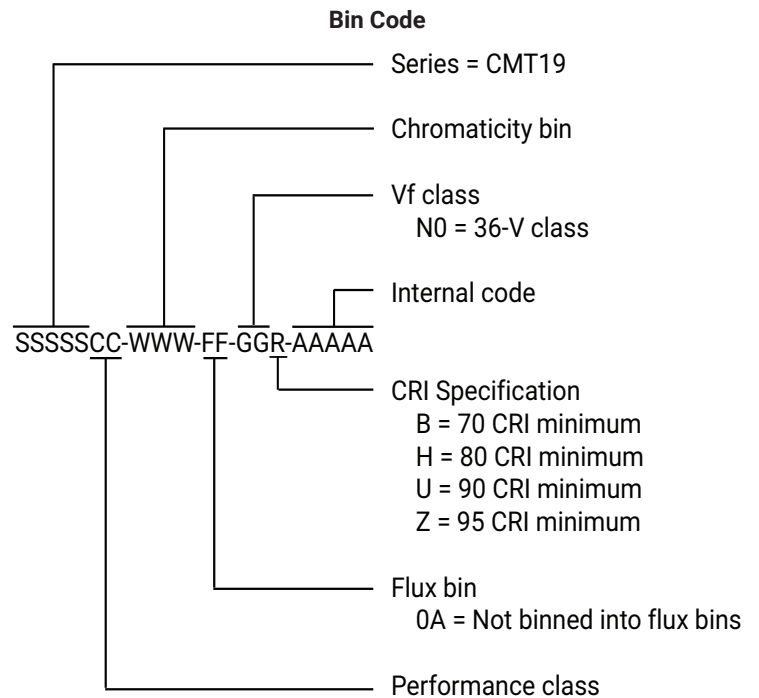 Bin Code
Series = CMT19
Chromaticity bin
Vf class
N0 = 36-V class
Internal code
SSSSSCC-WWW-FF-GGR-AAAAA
CRI Specification
B = 70 CRI minimum
H = 80 CRI minimum
U = 90 CRI minimum
Z = 95 CRI minimum
Flux bin
0A = Not binned into flux bins
Performance class